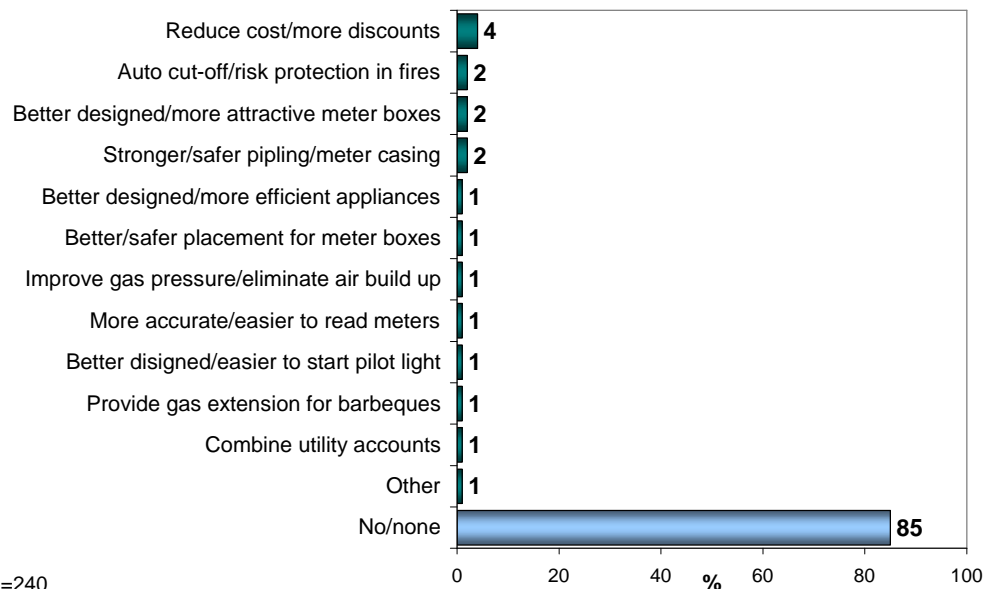 Reduce cost/more discounts 4
Auto cut-off/risk protection in fires 2
Better designed/more attractive meter boxes 2
Stronger/safer pipling/meter casing 2
Better designed/more efficient appliances 1
Better/safer placement for meter boxes 1
Improve gas pressure/eliminate air build up 1
More accurate/easier to read meters 1
Better disigned/easier to start pilot light 1
Provide gas extension for barbeques 1
Combine utility accounts 1
Other 1
No/none 85
0 20 40 % 60 80 100
=240